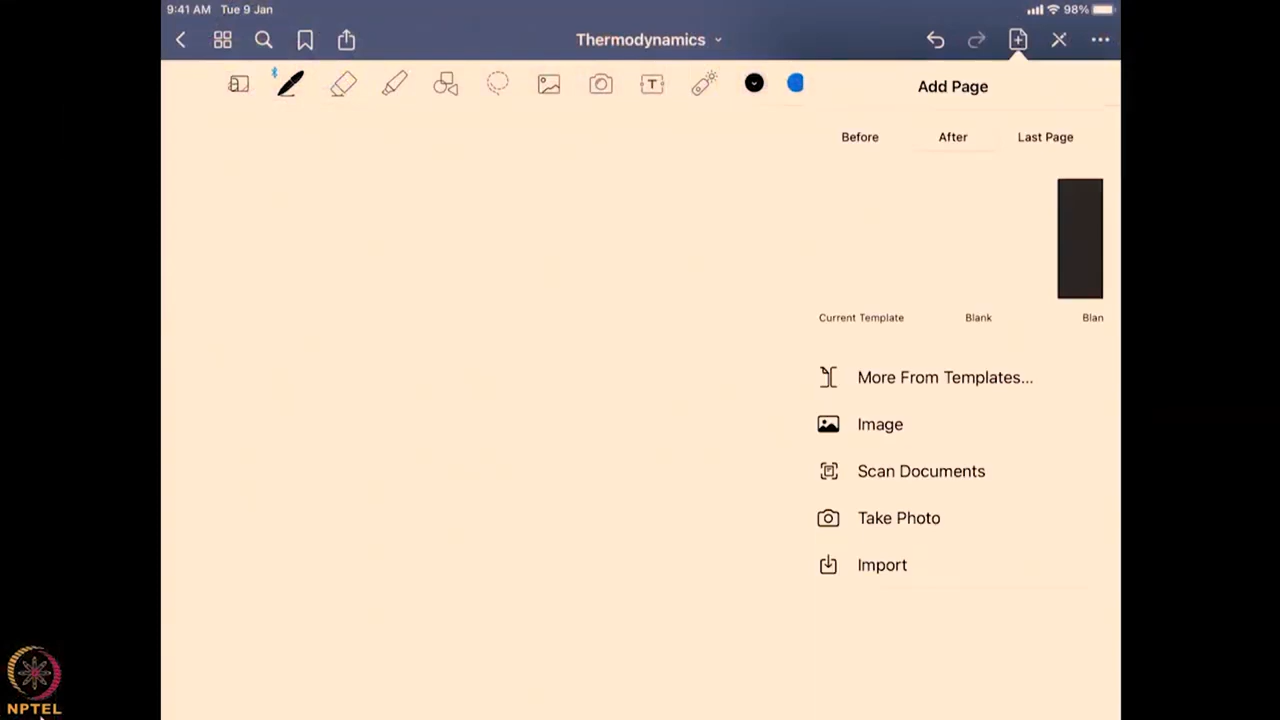 9:41 AM Tue 9 Jan 98%
Thermodynamics
T
Add Page
Before After Last Page
Current Template Blank Blan
More From Templates...
Image
Scan Documents
Take Photo
Import
NPTEL